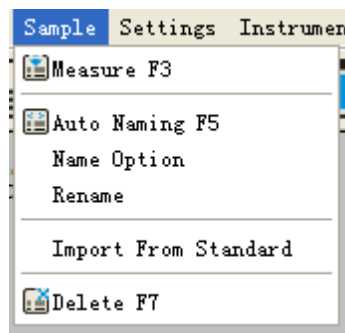 Sample Settings Instrumen
Measure F3
Auto Naming F5
Name Option
Rename
Import From Standard
Delete F7